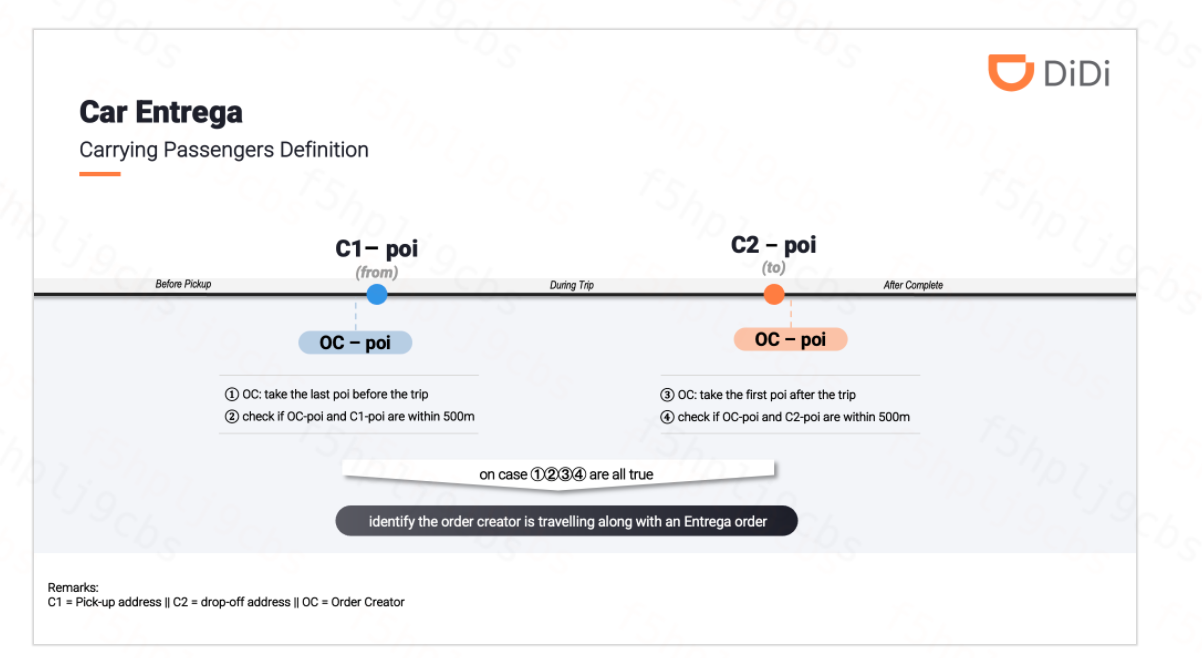 DiDi
Car Entrega
Carrying Passengers Definition
C1– poi
(from)
C2 – poi
(to)
Before Pickup
During Trip
After Complete
OC – poi
OC – poi
① OC: take the last poi before the trip
② check if OC-poi and C1-poi are within 500m
③ OC: take the first poi after the trip
④ check if OC-poi and C2-poi are within 500m
on case ①②③④ are all true
identify the order creator is travelling along with an Entrega order
Remarks:
C1 = Pick-up address || C2 = drop-off address || OC = Order Creator
f5hplj9cbs